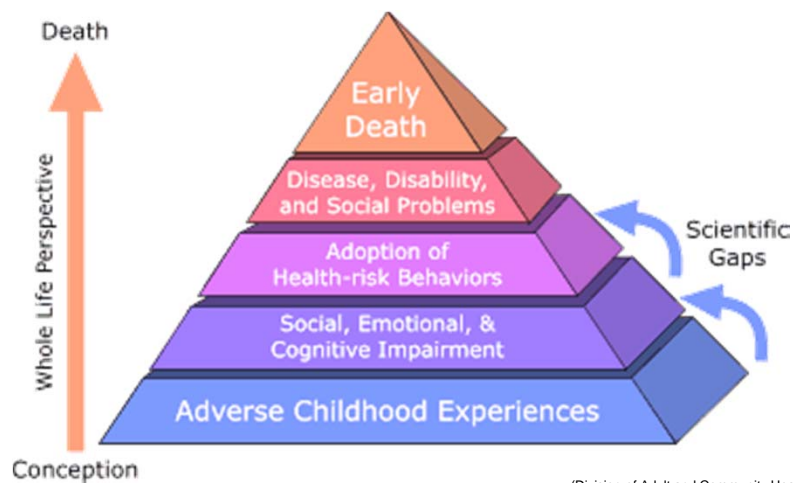 Death
Whole Life Perspective
Conception
Early
Death
Disease, Disability,
and Social Problems
Adoption of
Health-risk Behaviors
Social, Emotional, &
Cognitive Impairment
Adverse Childhood Experiences
Scientific
Gaps